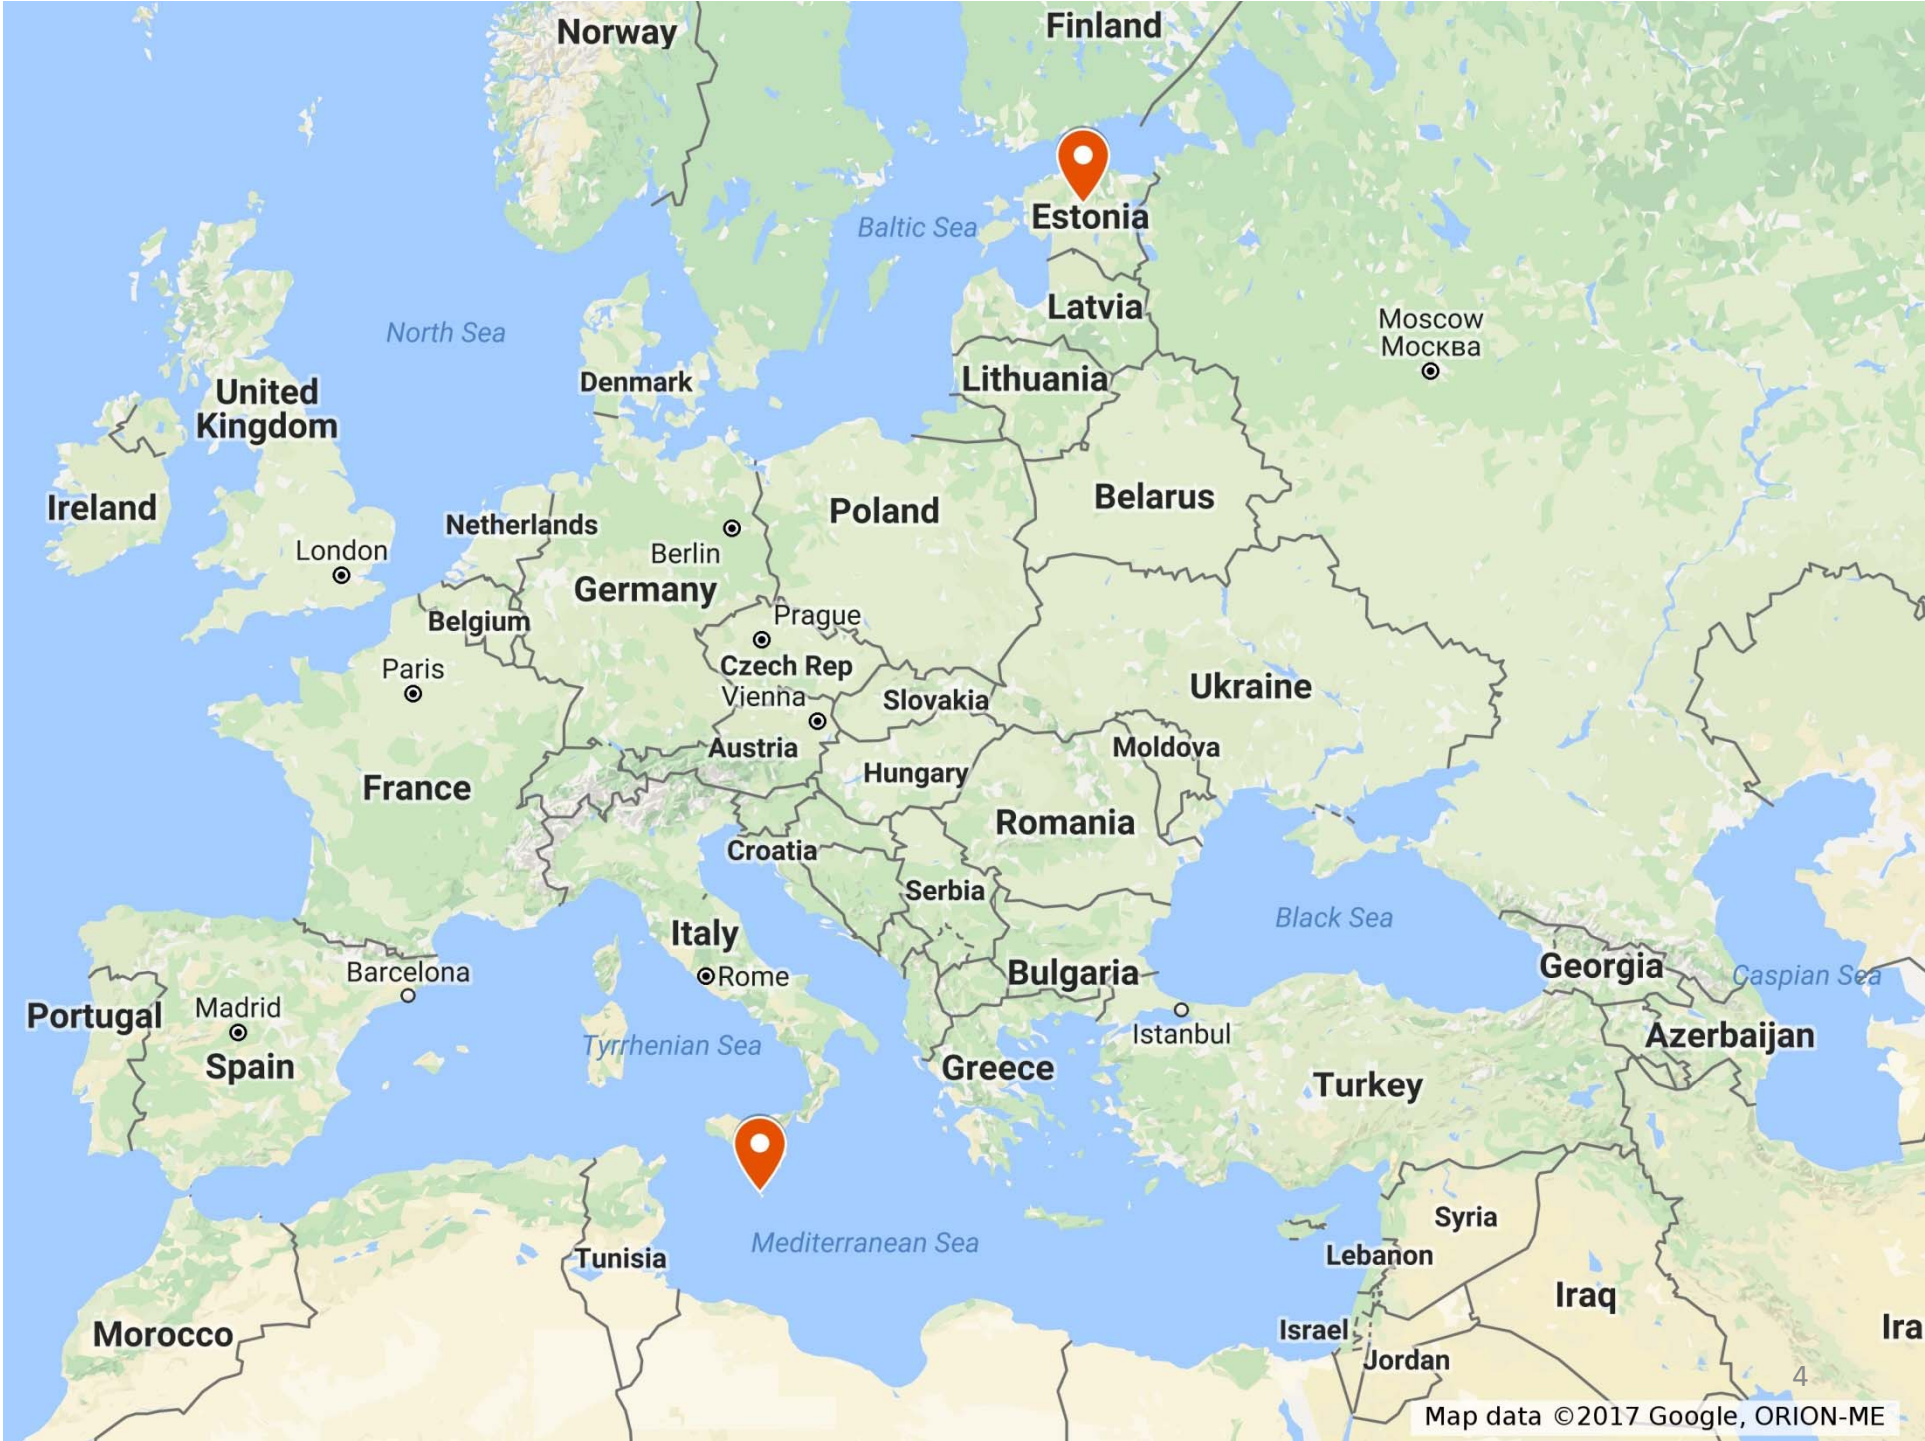 Norway
Finland
Estonia
Baltic Sea
Latvia
North Sea
Moscow
Москва
Denmark
Lithuania
United
Kingdom
Ireland
Netherlands
Poland
Belarus
London
Berlin
Germany
Belgium
Prague
Paris
Czech Rep
Vienna
Slovakia
Ukraine
Austria
Moldova
Hungary
France
Romania
Croatia
Serbia
Black Sea
Italy
Georgia
Barcelona
Rome
Bulgaria
Caspian Sea
Portugal
Madrid
Istanbul
Azerbaijan
Tyrrhenian Sea
Spain
Greece
Turkey
Syria
Mediterranean Sea
Tunisia
Lebanon
Iraq
Morocco
Israel
Ira
Jordan
4
Map data ©2017 Google, ORION-ME